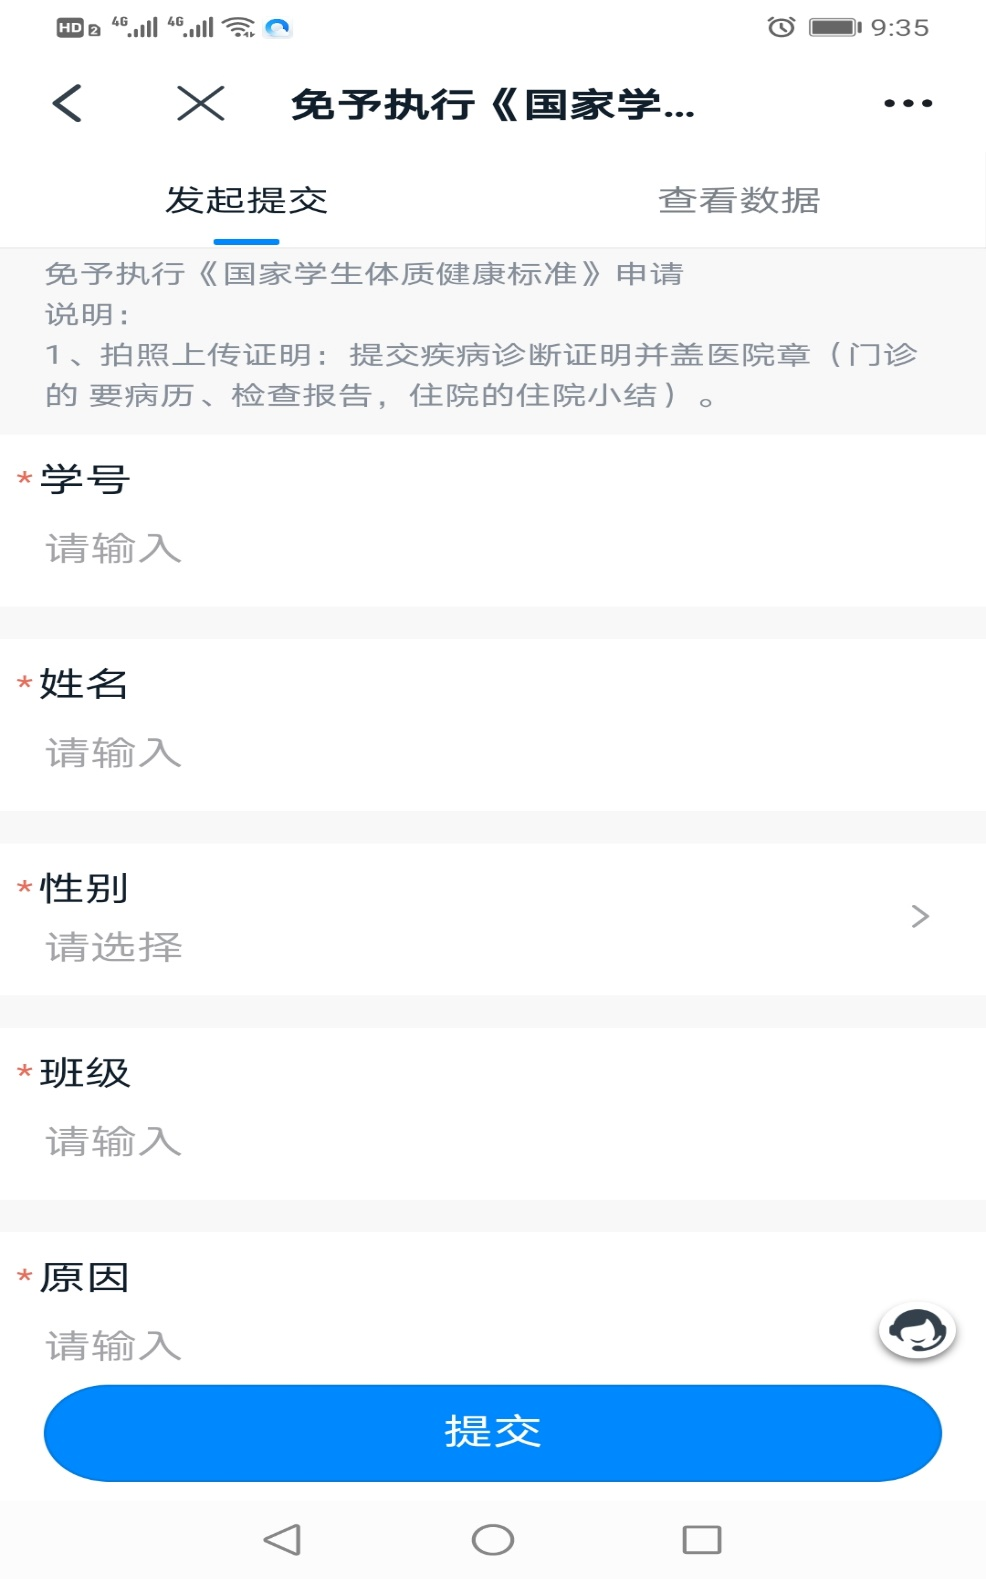 HD 2 4G 4G 9:35
免予执行《国家学...
发起提交 查看数据
免予执行《国家学生体质健康标准》申请
说明：
1、拍照上传证明：提交疾病诊断证明并盖医院章（门诊
的 要病历、检查报告，住院的住院小结）。
*学号
请输入
*姓名
请输入
*性别
请选择
*班级
请输入
*原因
请输入
提交